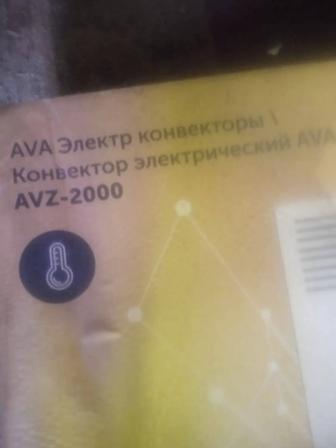 AVA Электр конвекторы \
Конвектор электрический AVA
AVZ-2000